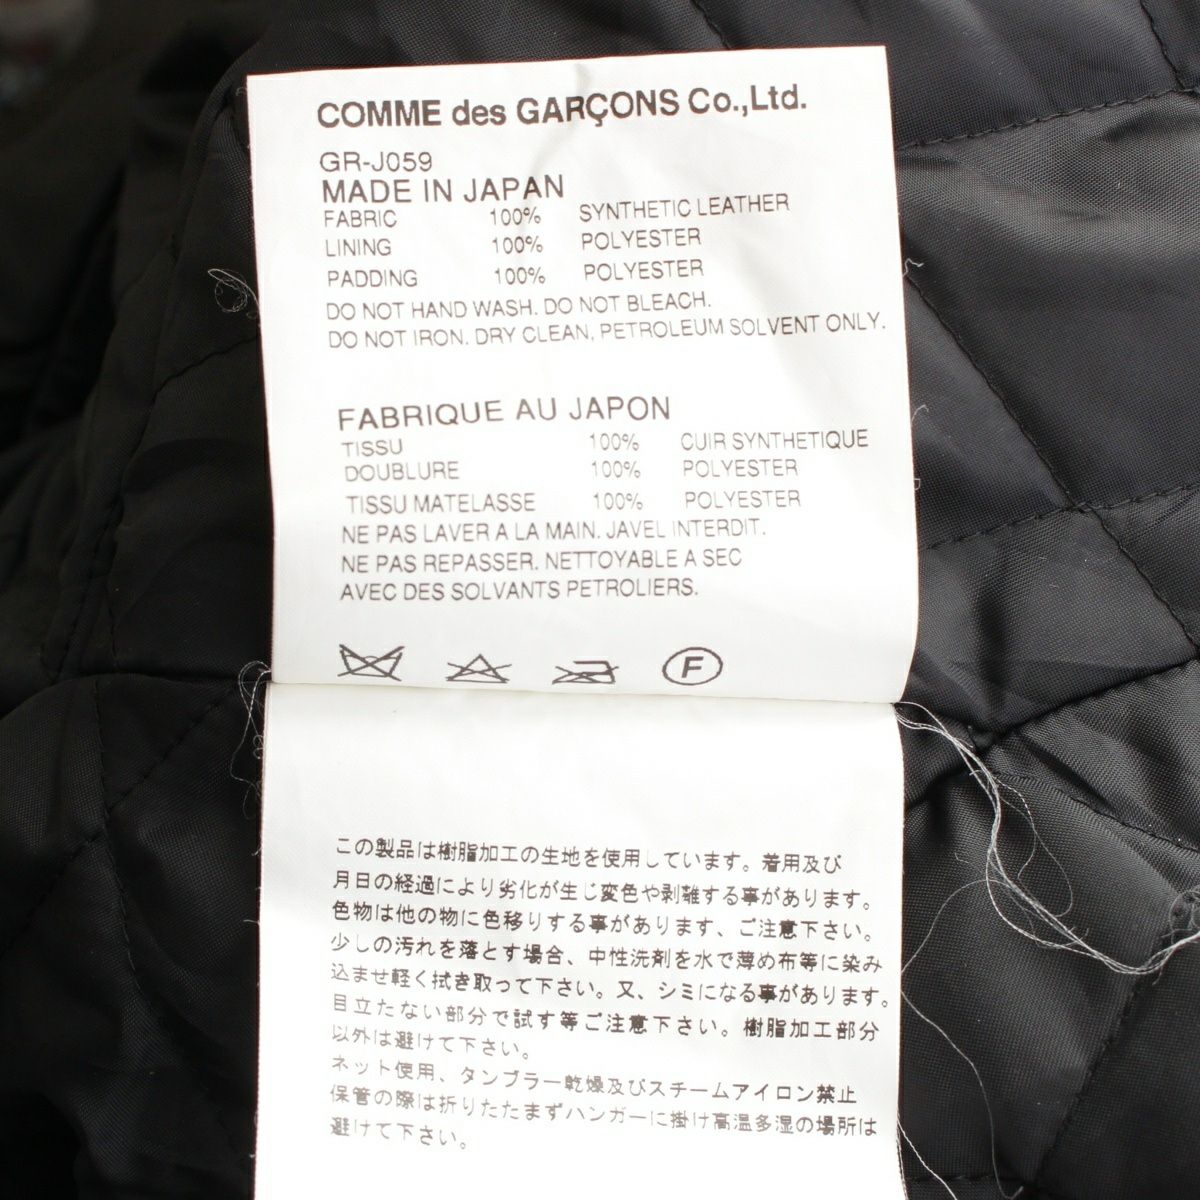 COMME des GARÇONS Co.,Ltd.
GR-J059
MADE IN JAPAN
FABRIC 100% SYNTHETIC LEATHER
LINING 100% POLYESTER
PADDING 100% POLYESTER
DO NOT HAND WASH. DO NOT BLEACH.
DO NOT IRON. DRY CLEAN, PETROLEUM SOLVENT ONLY.
FABRIQUE AU JAPON
TISSU 100% CUIR SYNTHETIQUE
DOUBLURE 100% POLYESTER
TISSU MATELASSE 100% POLYESTER
NE PAS LAVER A LA MAIN. JAVEL INTERDIT.
NE PAS REPASSER. NETTOYABLE A SEC
AVEC DES SOLVANTS PETROLIERS.
F
この製品は樹脂加工の生地を使用しています。着用及び
月日の経過により劣化が生じ変色や剥離する事があります。
色物は他の物に色移りする事があります、ご注意下さい。
少しの汚れを落とす場合、中性洗剤を水で薄め布等に染み
込ませ軽く拭き取って下さい。又、シミになる事があります。
目立たない部分で試す等ご注意下さい。樹脂加工部分
以外は避けて下さい。
ネット使用、タンブラー乾燥及びスチームアイロン禁止
保管の際は折りたたまずハンガーに掛け高温多湿の場所は
避けて下さい。